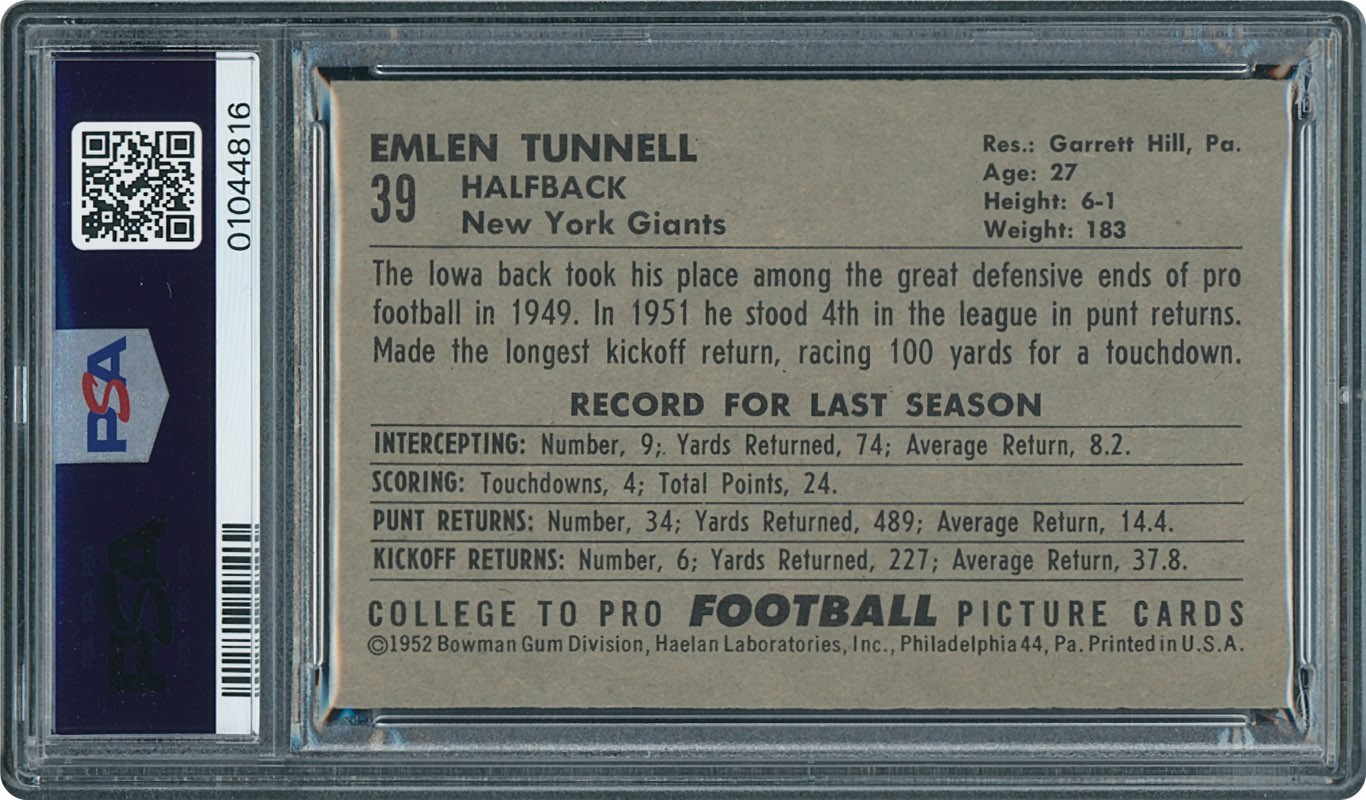 01044816
PSA
PSA
EMLEN TUNNELL
39 HALFBACK
New York Giants
Res.: Garrett Hill, Pa.
Age: 27
Height: 6-1
Weight: 183
The Iowa back took his place among the great defensive ends of pro
football in 1949. In 1951 he stood 4th in the league in punt returns.
Made the longest kickoff return, racing 100 yards for a touchdown.
RECORD FOR LAST SEASON
INTERCEPTING: Number, 9; Yards Returned, 74; Average Return, 8.2.
SCORING: Touchdowns, 4; Total Points, 24.
PUNT RETURNS: Number, 34; Yards Returned, 489; Average Return, 14.4.
KICKOFF RETURNS: Number, 6; Yards Returned, 227; Average Return, 37.8.
COLLEGE TO PRO FOOTBALL PICTURE CARDS
©1952 Bowman Gum Division, Haelan Laboratories, Inc., Philadelphia 44, Pa. Printed in U.S.A.